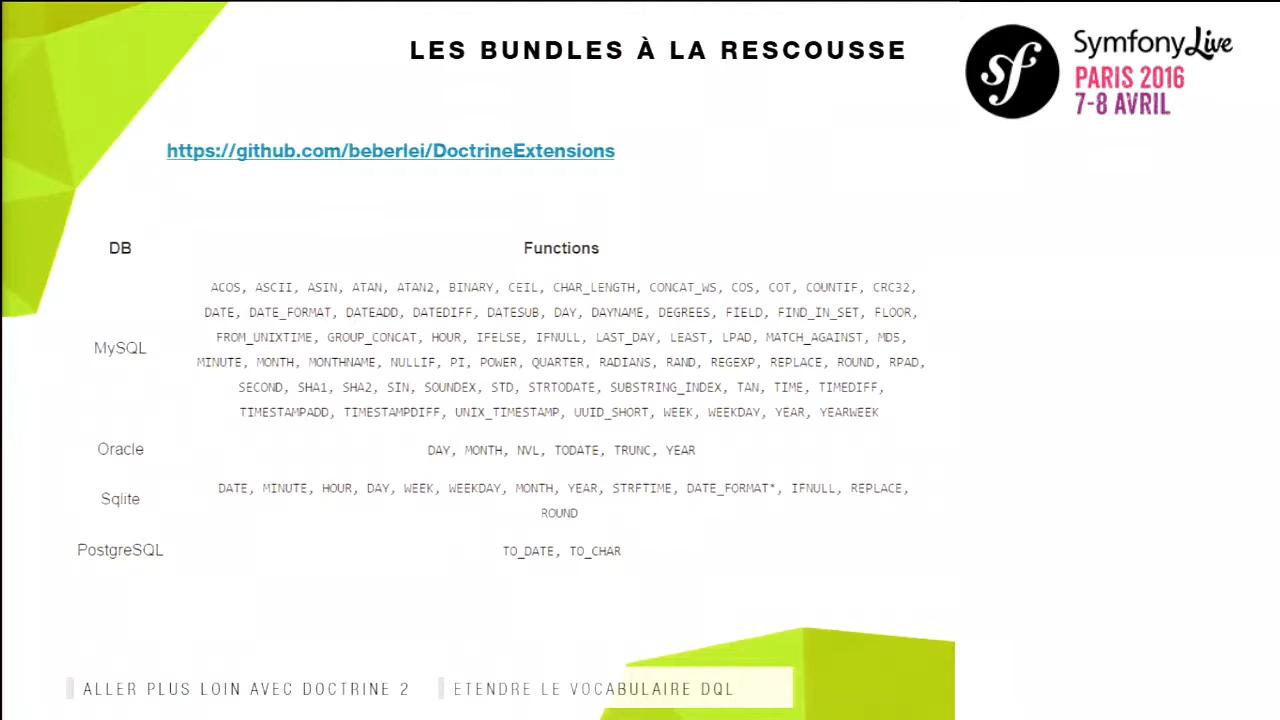 LES BUNDLES À LA RESCOUSSE
SymfonyLive
PARIS 2016
7-8 AVRIL
https://github.com/beberlei/DoctrineExtensions
DB Functions
MySQL
ACOS, ASCII, ASIN, ATAN, ATAN2, BINARY, CEIL, CHAR_LENGTH, CONCAT_WS, COS, COT, COUNTIF, CRC32,
DATE, DATE_FORMAT, DATEADD, DATEDIFF, DATESUB, DAY, DAYNAME, DEGREES, FIELD, FIND_IN_SET, FLOOR,
FROM_UNIXTIME, GROUP_CONCAT, HOUR, IFELSE, IFNULL, LAST_DAY, LEAST, LPAD, MATCH_AGAINST, MD5,
MINUTE, MONTH, MONTHNAME, NULLIF, PI, POWER, QUARTER, RADIANS, RAND, REGEXP, REPLACE, ROUND, RPAD,
SECOND, SHA1, SHA2, SIN, SOUNDEX, STD, STRTODATE, SUBSTRING_INDEX, TAN, TIME, TIMEDIFF,
TIMESTAMPADD, TIMESTAMPDIFF, UNIX_TIMESTAMP, UUID_SHORT, WEEK, WEEKDAY, YEAR, YEARWEEK
Oracle DAY, MONTH, NVL, TODATE, TRUNC, YEAR
Sqlite
DATE, MINUTE, HOUR, DAY, WEEK, WEEKDAY, MONTH, YEAR, STRFTIME, DATE_FORMAT*, IFNULL, REPLACE,
ROUND
PostgreSQL TO_DATE, TO_CHAR
ALLER PLUS LOIN AVEC DOCTRINE 2 ETENDRE LE VOCABULAIRE DQL